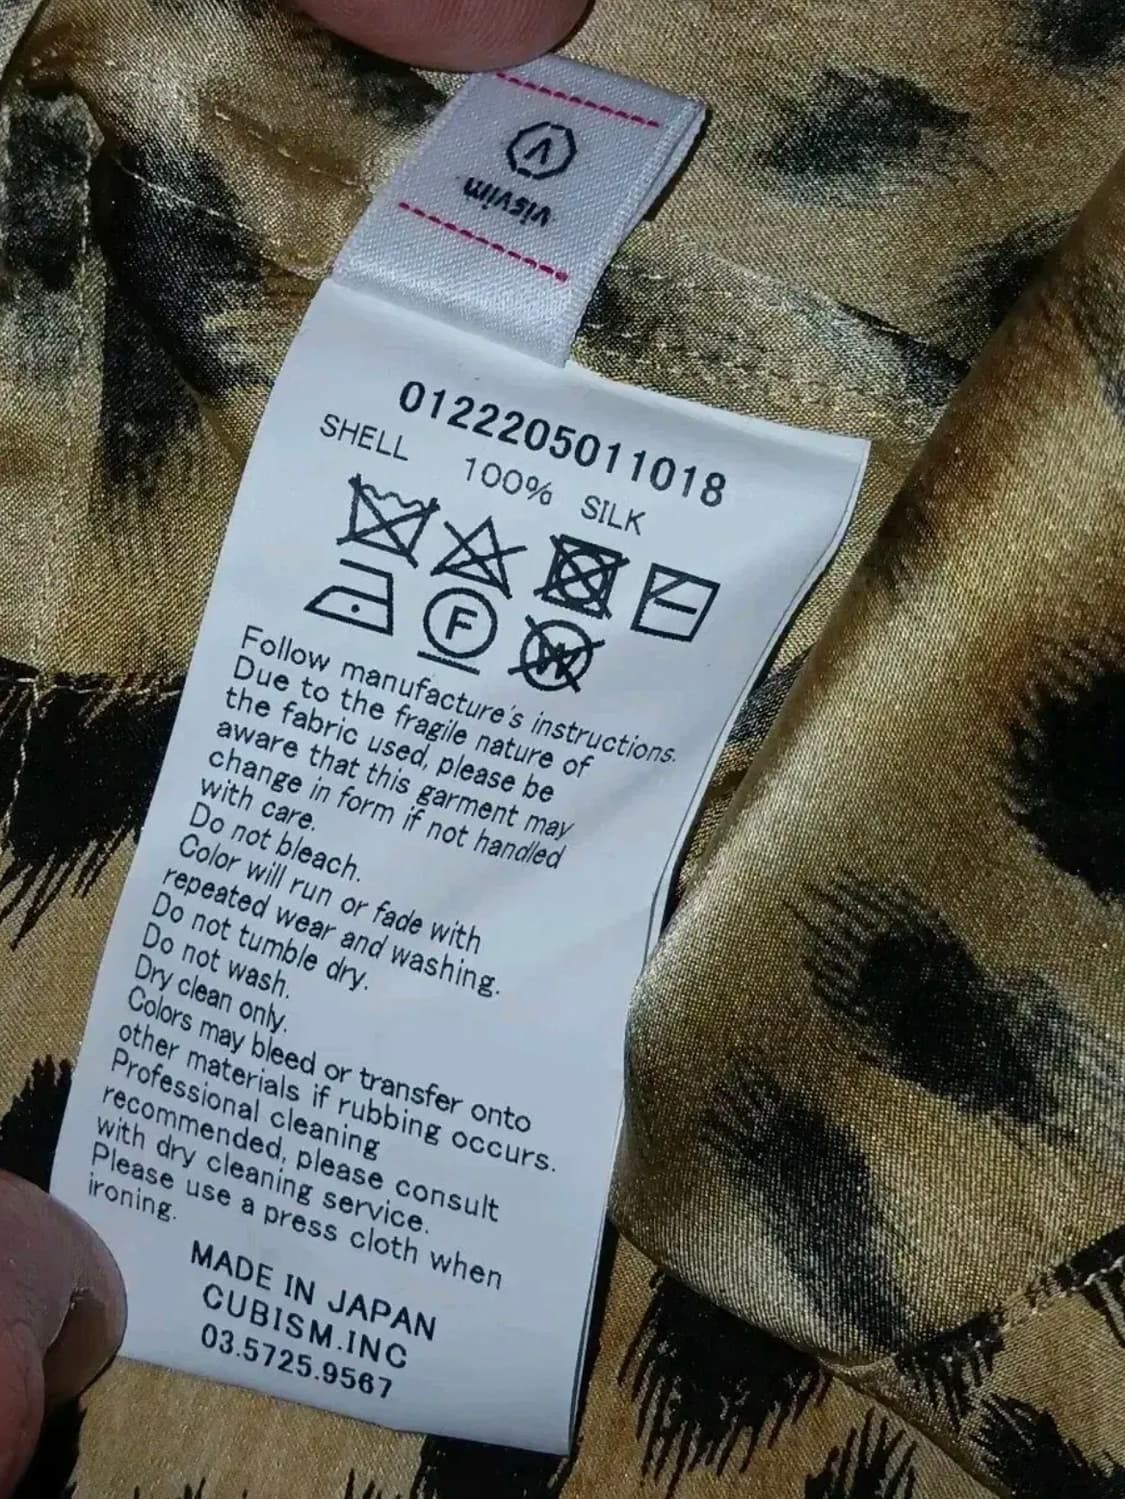 visvim
0122205011018
SHELL 100% SILK
F
W
Follow manufacture's instructions.
Due to the fragile nature of
the fabric used, please be
aware that this garment may
change in form if not handled
with care.
Do not bleach.
Color will run or fade with
repeated wear and washing.
Do not tumble dry.
Do not wash.
Dry clean only.
Colors may bleed or transfer onto
other materials if rubbing occurs.
Professional cleaning
recommended, please consult
with dry cleaning service.
Please use a press cloth when
ironing.
MADE IN JAPAN
CUBISM.INC
03.5725.9567